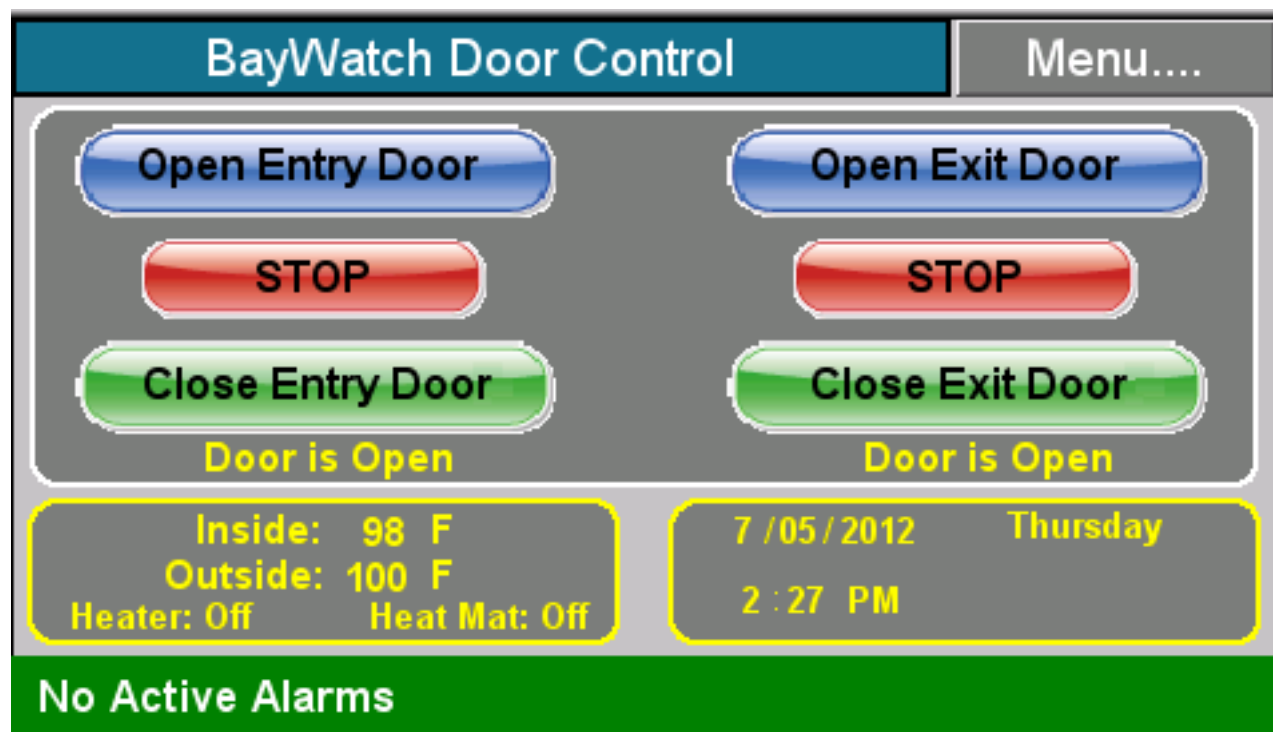 BayWatch Door Control Menu....
Open Entry Door Open Exit Door
STOP STOP
Close Entry Door Close Exit Door
Door is Open Door is Open
Inside: 98 F
Outside: 100 F
Heater: Off Heat Mat: Off
7 /05/2012 Thursday
2:27 PM
No Active Alarms